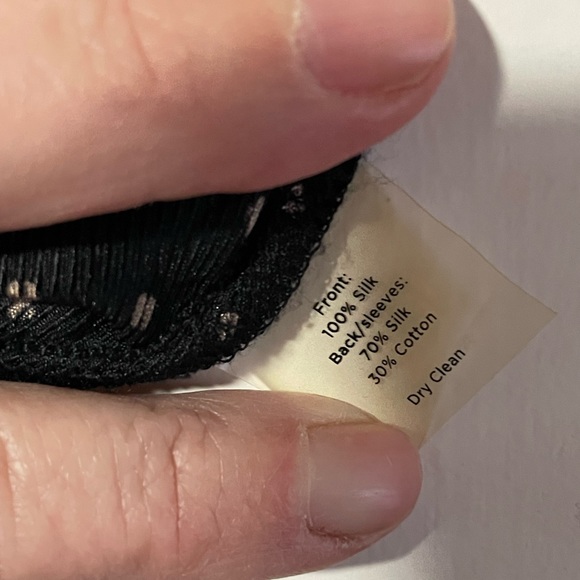 Front:
100% Silk
Back/sleeves:
70% Silk
30% Cotton
Dry Clean